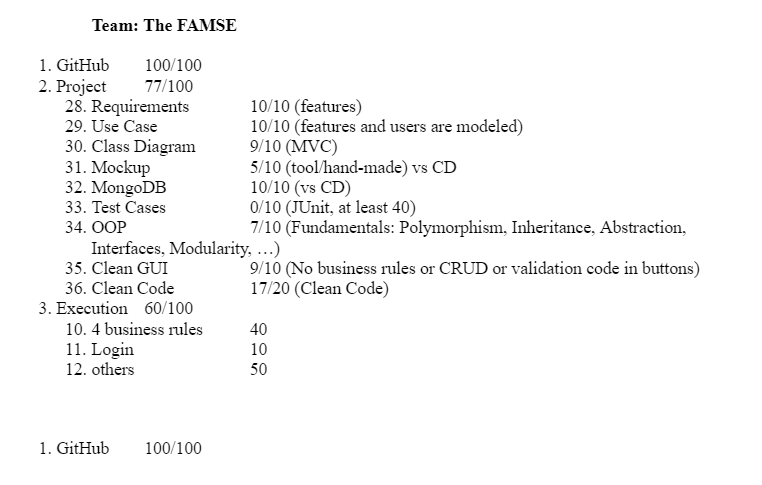 Team: The FAMSE
1. GitHub 100/100
2. Project 77/100
28. Requirements 10/10 (features)
29. Use Case 10/10 (features and users are modeled)
30. Class Diagram 9/10 (MVC)
31. Mockup 5/10 (tool/hand-made) vs CD
32. MongoDB 10/10 (vs CD)
33. Test Cases 0/10 (JUnit, at least 40)
34. OOP 7/10 (Fundamentals: Polymorphism, Inheritance, Abstraction,
Interfaces, Modularity, …)
35. Clean GUI 9/10 (No business rules or CRUD or validation code in buttons)
36. Clean Code 17/20 (Clean Code)
3. Execution 60/100
10. 4 business rules 40
11. Login 10
12. others 50
1. GitHub 100/100